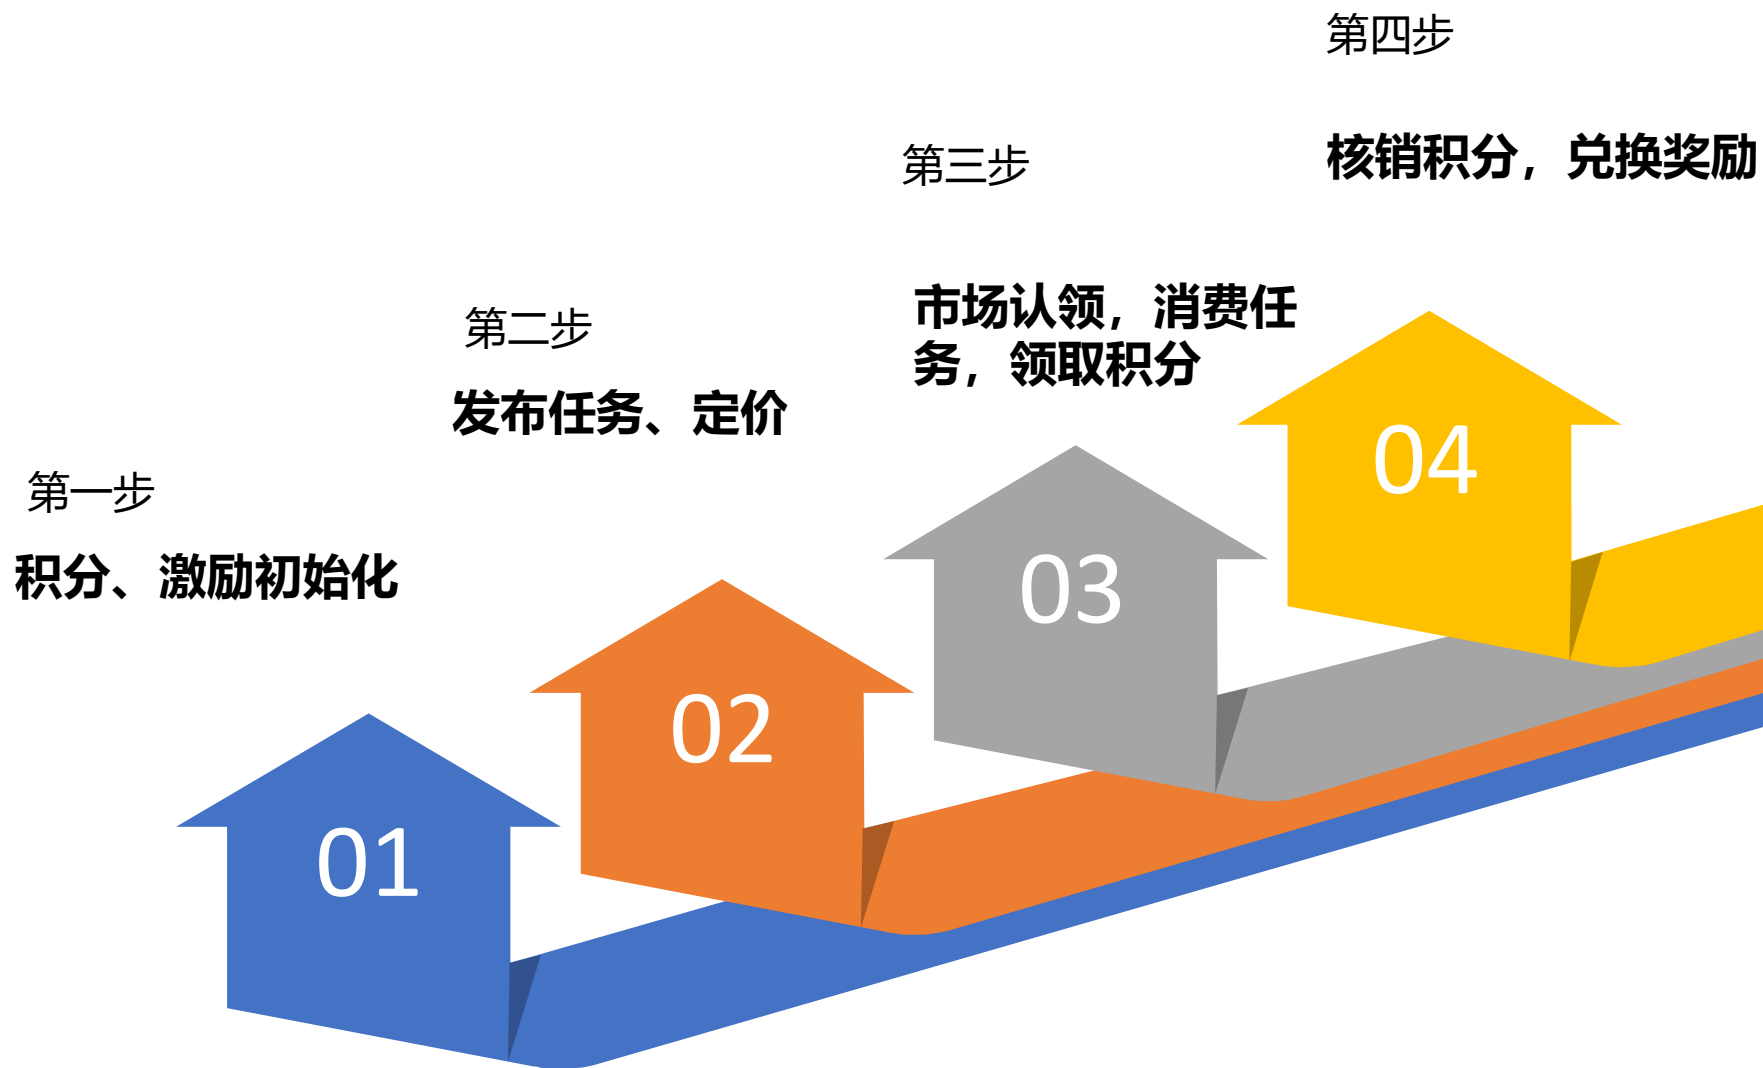 第一步
积分、激励初始化
01
第二步
发布任务、定价
02
第三步
市场认领，消费任
务，领取积分
03
第四步
核销积分，兑换奖励
04